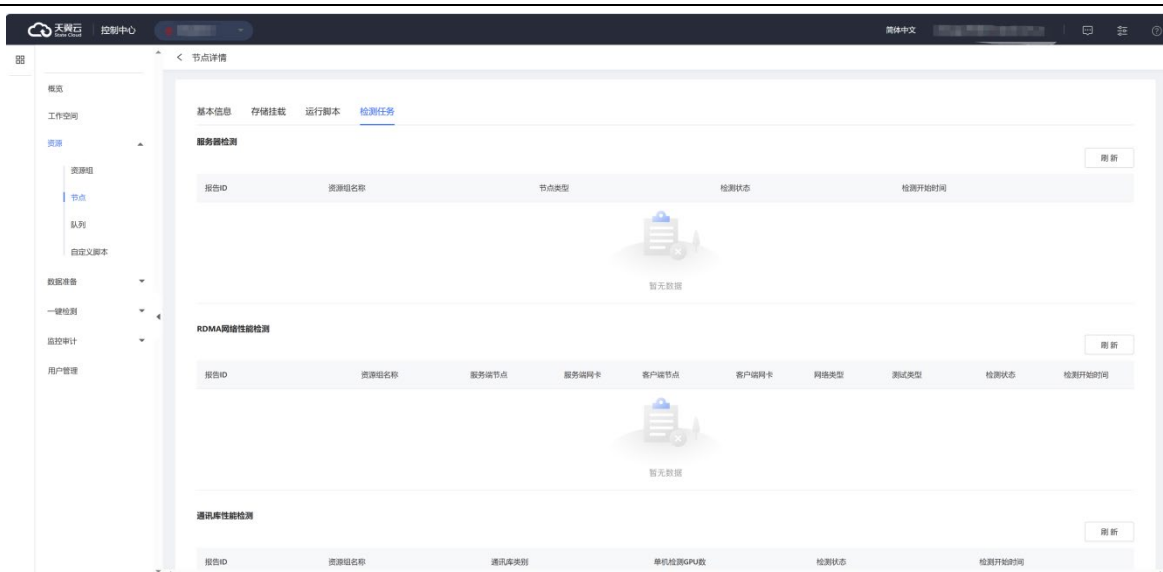 天翼云 State Cloud 控制中心 简体中文
节点详情
概览
工作空间
资源
资源组
节点
队列
自定义脚本
数据准备
一键检测
监控审计
用户管理
基本信息 存储挂载 运行脚本 检测任务
服务器检测
刷新
报告ID 资源组名称 节点类型 检测状态 检测开始时间
暂无数据
RDMA网络性能检测
刷新
报告ID 资源组名称 服务端节点 服务端网卡 客户端节点 客户端网卡 网络类型 测试类型 检测状态 检测开始时间
暂无数据
通讯库性能检测
刷新
报告ID 资源组名称 通讯库类别 单机检测GPU数 检测状态 检测开始时间